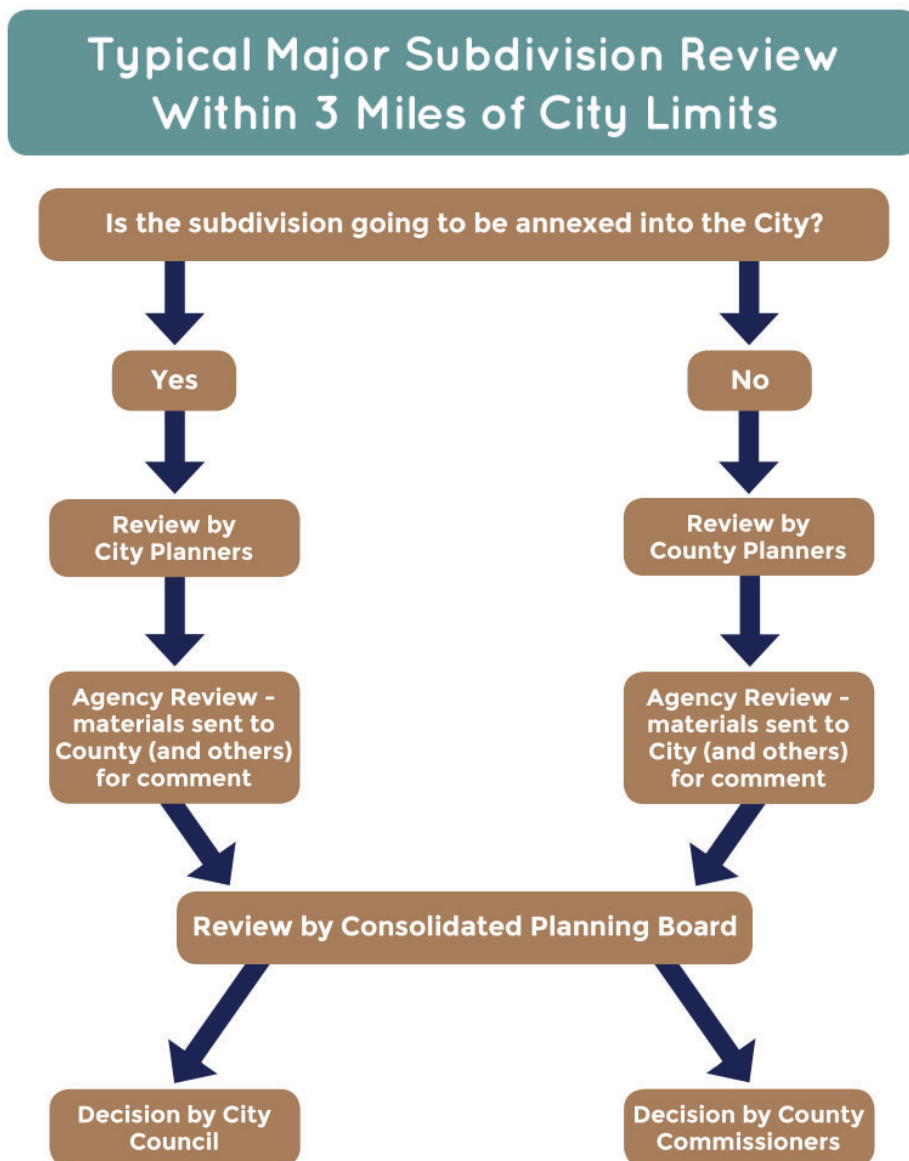 Typical Major Subdivision Review
Within 3 Miles of City Limits
Is the subdivision going to be annexed into the City?
Yes
No
Review by
City Planners
Review by
County Planners
Agency Review -
materials sent to
County (and others)
for comment
Agency Review -
materials sent to
City (and others)
for comment
Review by Consolidated Planning Board
Decision by City
Council
Decision by County
Commissioners